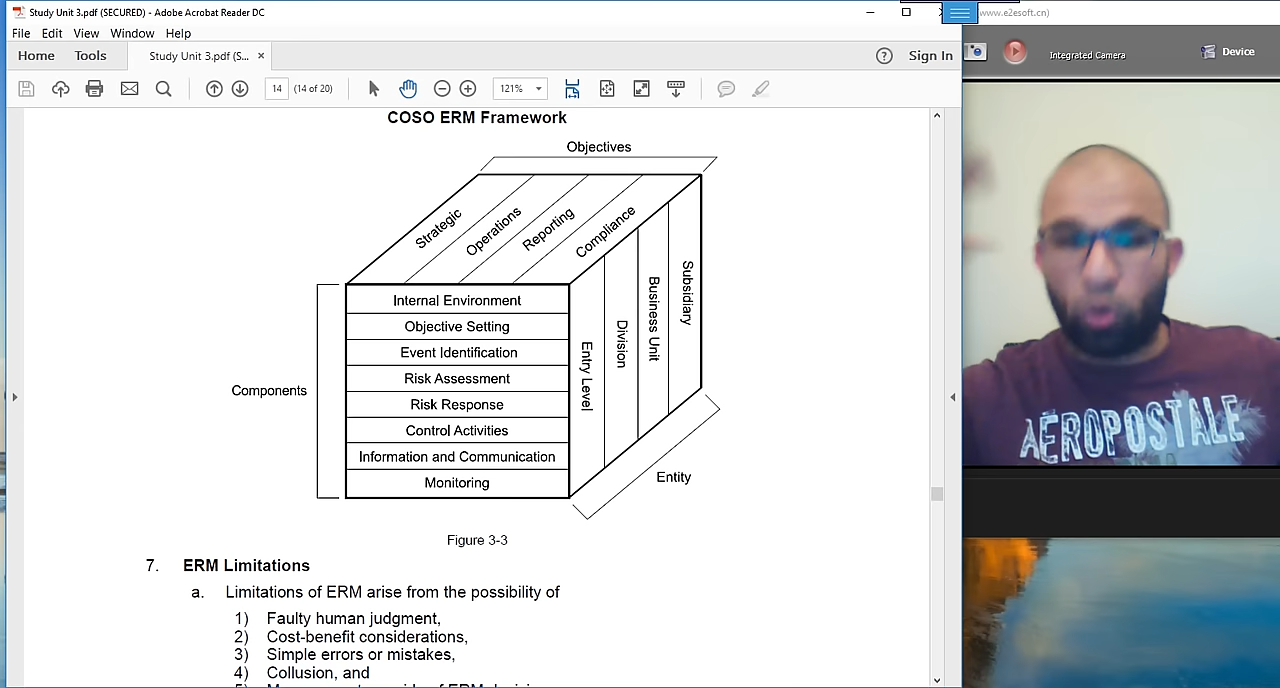 Study Unit 3.pdf (SECURED) - Adobe Acrobat Reader DC
www.e2esoft.cn)
File Edit View Window Help
Home Tools Study Unit 3.pdf (S... × Sign In
Integrated Camera
Device
14 (14 of 20) 121%
COSO ERM Framework
Objectives
Strategic
Operations
Reporting
Compliance
Internal Environment
Objective Setting
Event Identification
Risk Assessment
Risk Response
Control Activities
Information and Communication
Monitoring
Components
Entry Level
Division
Business Unit
Subsidiary
Entity
Figure 3-3
7. ERM Limitations
a. Limitations of ERM arise from the possibility of
1) Faulty human judgment,
2) Cost-benefit considerations,
3) Simple errors or mistakes,
4) Collusion, and
AÉROPOSTALE